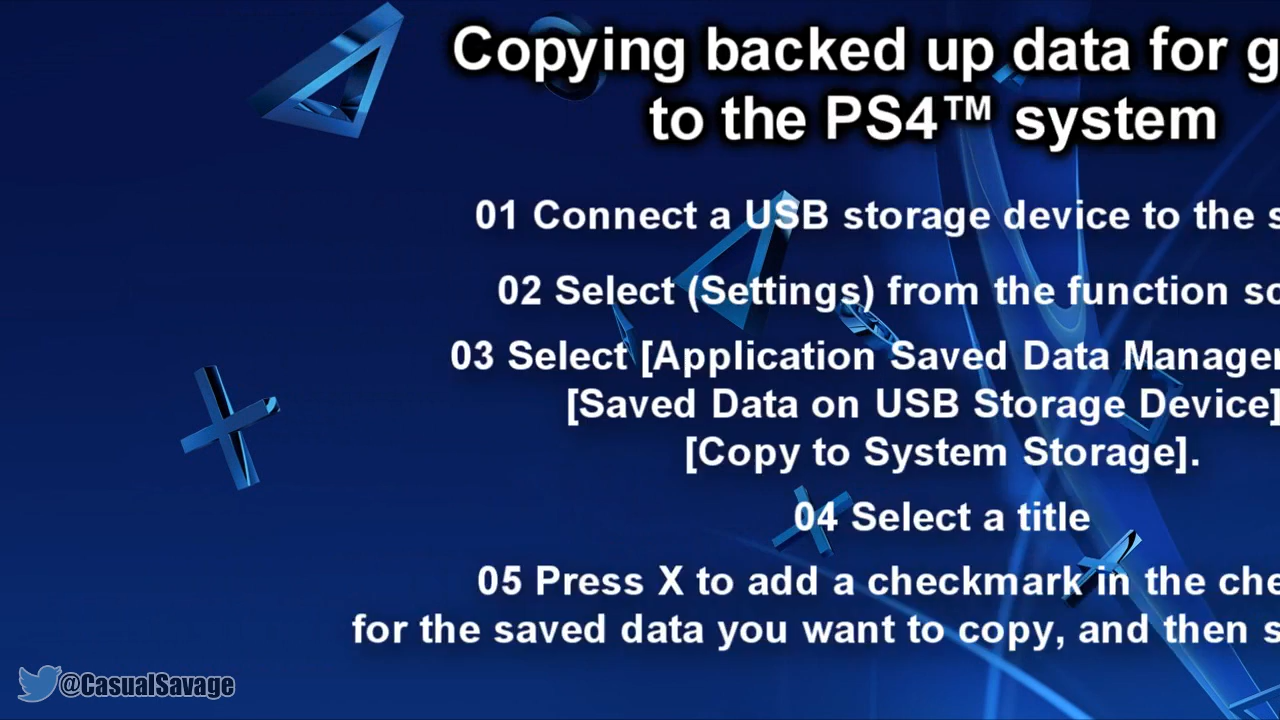 Copying backed up data for g
to the PS4™ system
01 Connect a USB storage device to the s
02 Select (Settings) from the function sc
03 Select [Application Saved Data Manager
[Saved Data on USB Storage Device]
[Copy to System Storage].
04 Select a title
05 Press X to add a checkmark in the che
for the saved data you want to copy, and then s
@CasualSavage